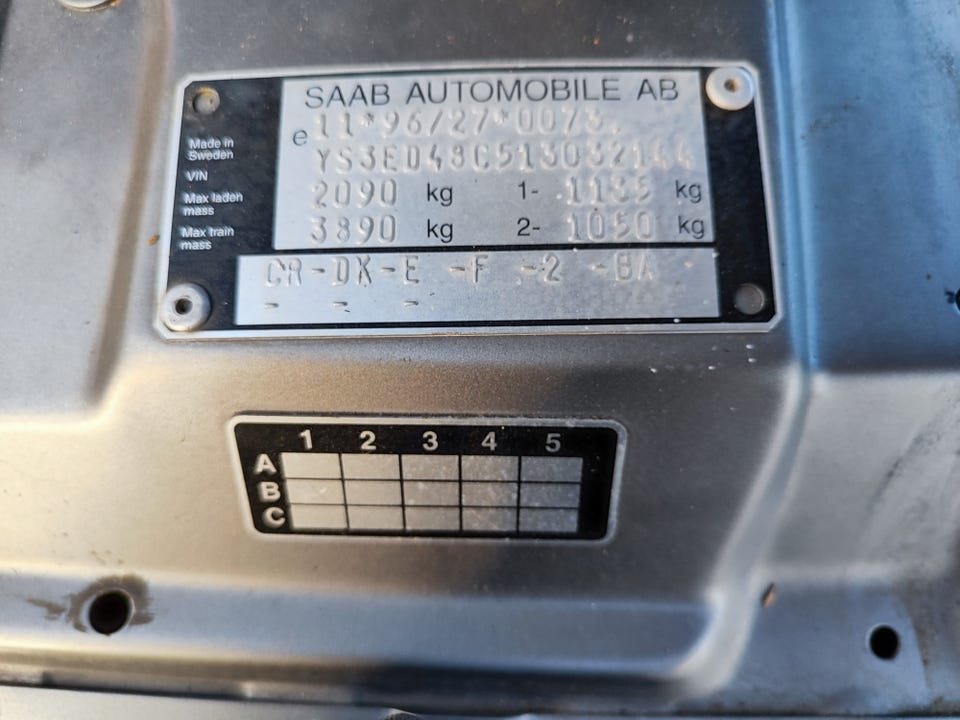 SAAB AUTOMOBILE AB
e 11*96/27*0073.
Made in Sweden
VIN YS3ED48C513032144
Max laden mass 2090 kg 1- 1135 kg
Max train mass 3890 kg 2- 1050 kg
CR - DK - E - F - 2 - BA -
- - -
1 2 3 4 5
A
B
C